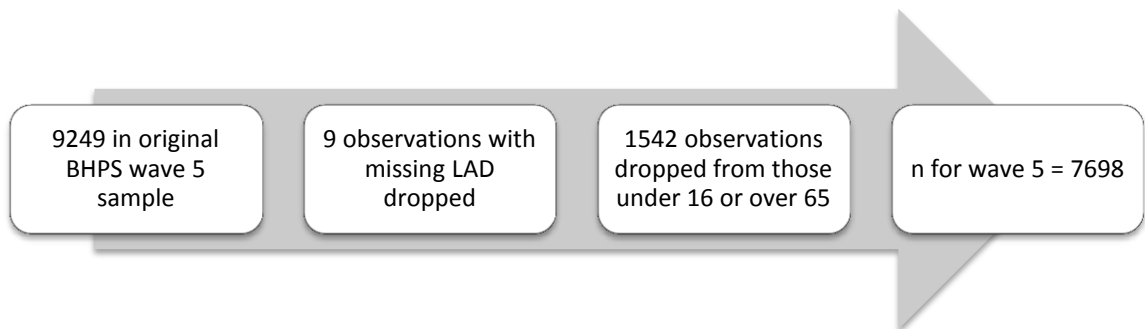 9249 in original
BHPS wave 5
sample
9 observations with
missing LAD
dropped
1542 observations
dropped from those
under 16 or over 65
n for wave 5 = 7698